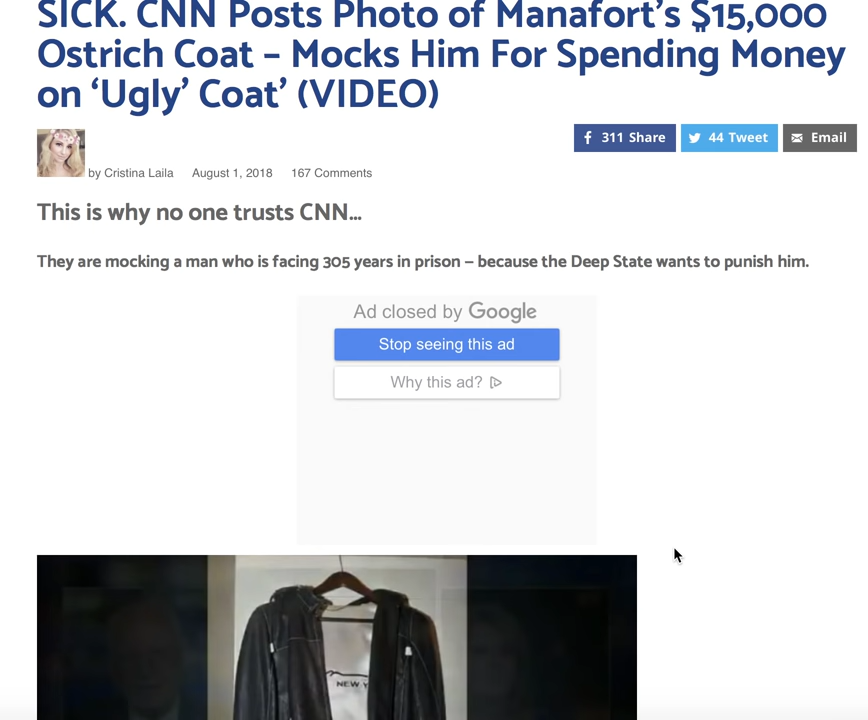 SICK. CNN Posts Photo of Manafort’s $15,000
Ostrich Coat – Mocks Him For Spending Money
on ‘Ugly’ Coat’ (VIDEO)
311 Share
44 Tweet
Email
by Cristina Laila August 1, 2018 167 Comments
This is why no one trusts CNN…
They are mocking a man who is facing 305 years in prison – because the Deep State wants to punish him.
Ad closed by Google
Stop seeing this ad
Why this ad?
NEW Y